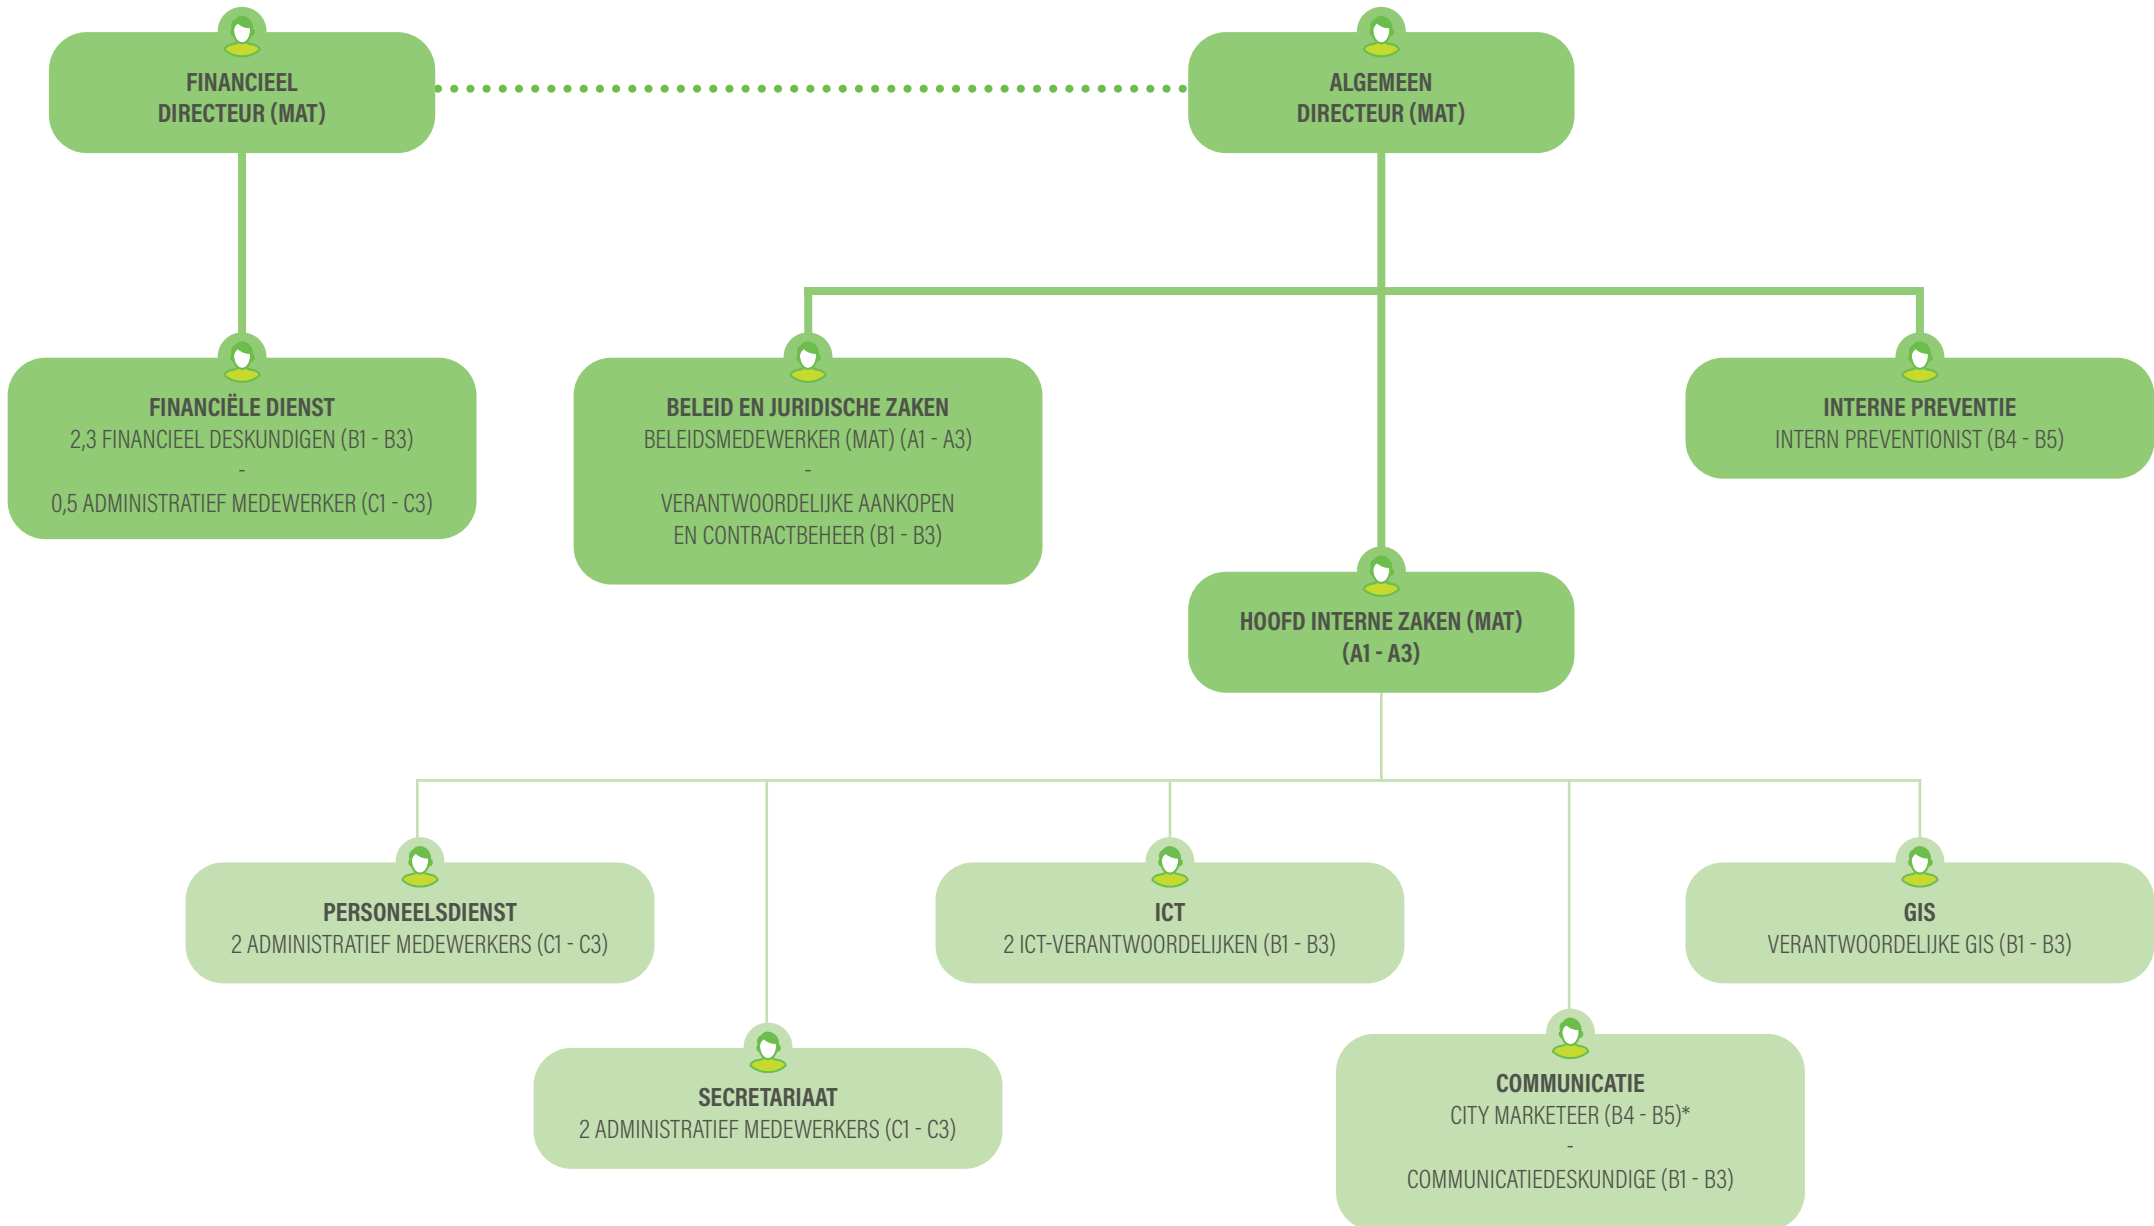 FINANCIEEL
DIRECTEUR (MAT)
ALGEMEEN
DIRECTEUR (MAT)
FINANCIËLE DIENST
2,3 FINANCIEEL DESKUNDIGEN (B1 - B3)
-
0,5 ADMINISTRATIEF MEDEWERKER (C1 - C3)
BELEID EN JURIDISCHE ZAKEN
BELEIDSMEDEWERKER (MAT) (A1 - A3)
-
VERANTWOORDELIJKE AANKOPEN
EN CONTRACTBEHEER (B1 - B3)
INTERNE PREVENTIE
INTERN PREVENTIONIST (B4 - B5)
HOOFD INTERNE ZAKEN (MAT)
(A1 - A3)
PERSONEELSDIENST
2 ADMINISTRATIEF MEDEWERKERS (C1 - C3)
SECRETARIAAT
2 ADMINISTRATIEF MEDEWERKERS (C1 - C3)
ICT
2 ICT-VERANTWOORDELIJKEN (B1 - B3)
COMMUNICATIE
CITY MARKETEER (B4 - B5)*
-
COMMUNICATIEDESKUNDIGE (B1 - B3)
GIS
VERANTWOORDELIJKE GIS (B1 - B3)